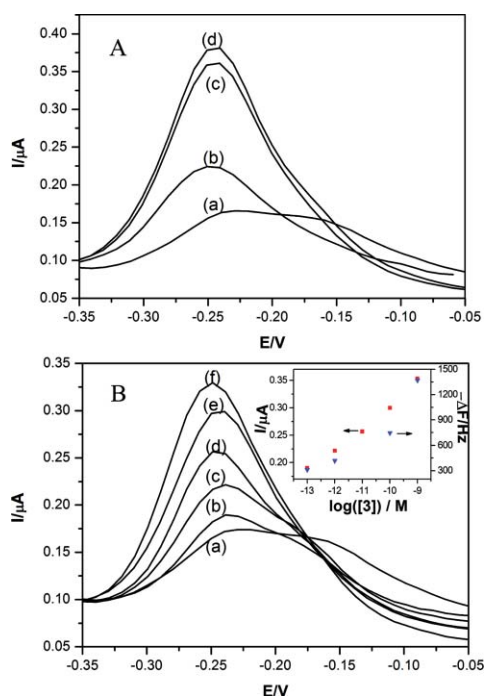 A
I/μA
0.40
0.35
0.30
0.25
0.20
0.15
0.10
0.05
(d)
(c)
(b)
(a)
-0.35 -0.30 -0.25 -0.20 -0.15 -0.10 -0.05
E/V
B
I/μA
0.35
0.30
0.25
0.20
0.15
0.10
0.05
(f)
(e)
(d)
(c)
(b)
(a)
I/μA
0.35
0.30
0.25
0.20
1500
1200
900
600
300
-ΔF/Hz
-13 -12 -11 -10 -9
log([3]) / M
-0.35 -0.30 -0.25 -0.20 -0.15 -0.10 -0.05
E/V